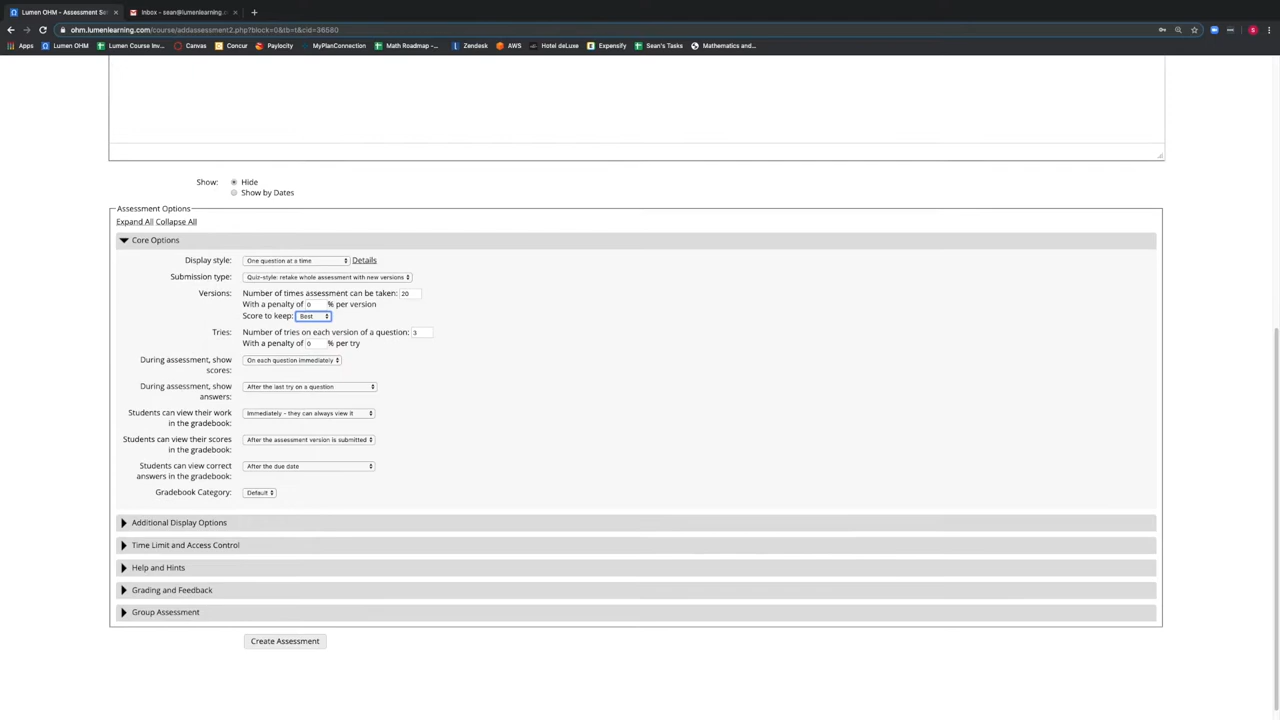 Lumen OHM - Assessment Se
Inbox - sean@lumenlearning.
ohm.lumenlearning.com/course/addassessment2.php?block=0&tb=t&cid=36580
Apps
Lumen OHM
Lumen Course Inv...
Canvas
Concur
Paylocity
MyPlanConnection
Math Roadmap -...
Zendesk
AWS
Hotel deLuxe
Expensify
Sean's Tasks
Mathematics and...
Show:
Hide
Show by Dates
Assessment Options
Expand All Collapse All
Core Options
Display style: One question at a time Details
Submission type: Quiz-style: retake whole assessment with new versions
Versions: Number of times assessment can be taken: 20
With a penalty of 0 % per version
Score to keep: Best
Tries: Number of tries on each version of a question: 3
With a penalty of 0 % per try
During assessment, show scores: On each question immediately
During assessment, show answers: After the last try on a question
Students can view their work in the gradebook: Immediately - they can always view it
Students can view their scores in the gradebook: After the assessment version is submitted
Students can view correct answers in the gradebook: After the due date
Gradebook Category: Default
Additional Display Options
Time Limit and Access Control
Help and Hints
Grading and Feedback
Group Assessment
Create Assessment